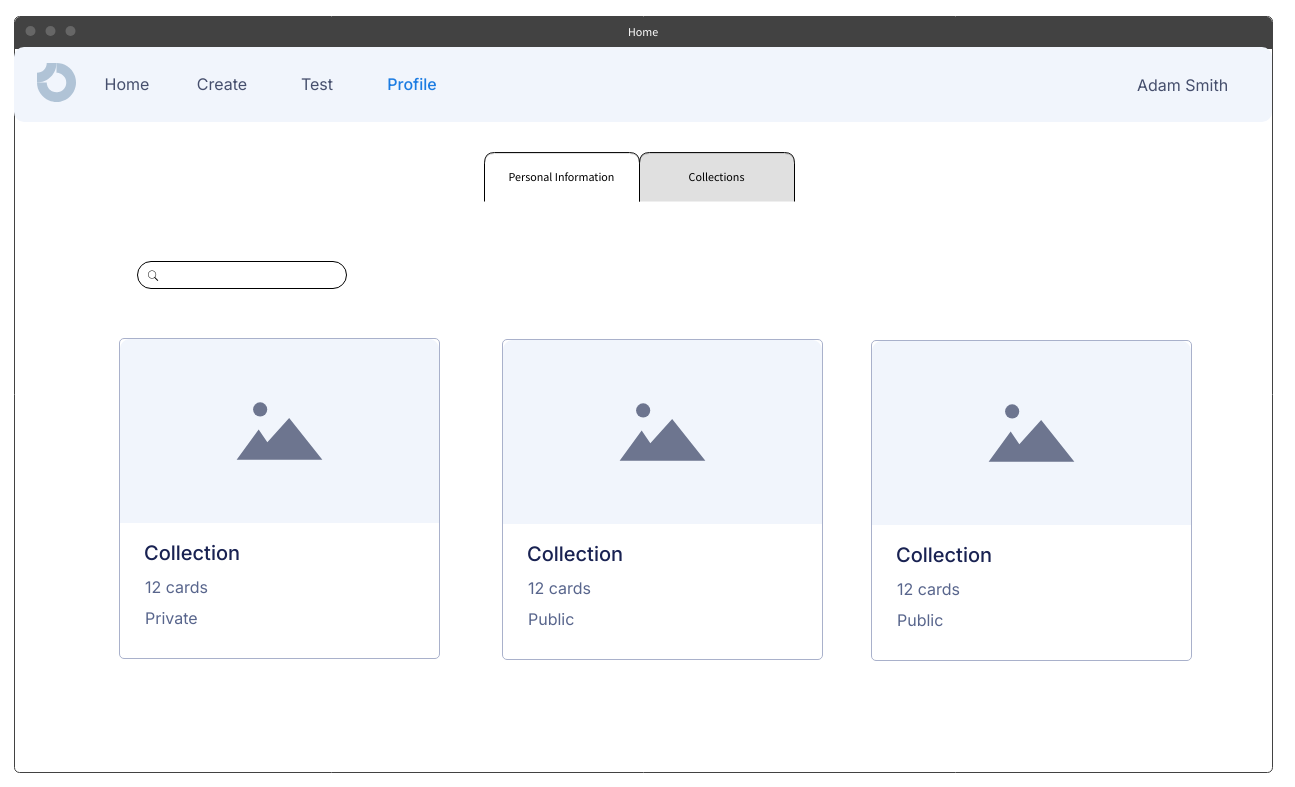 Home
Home Create Test Profile Adam Smith
Personal Information Collections
Collection Collection Collection
12 cards 12 cards 12 cards
Private Public Public